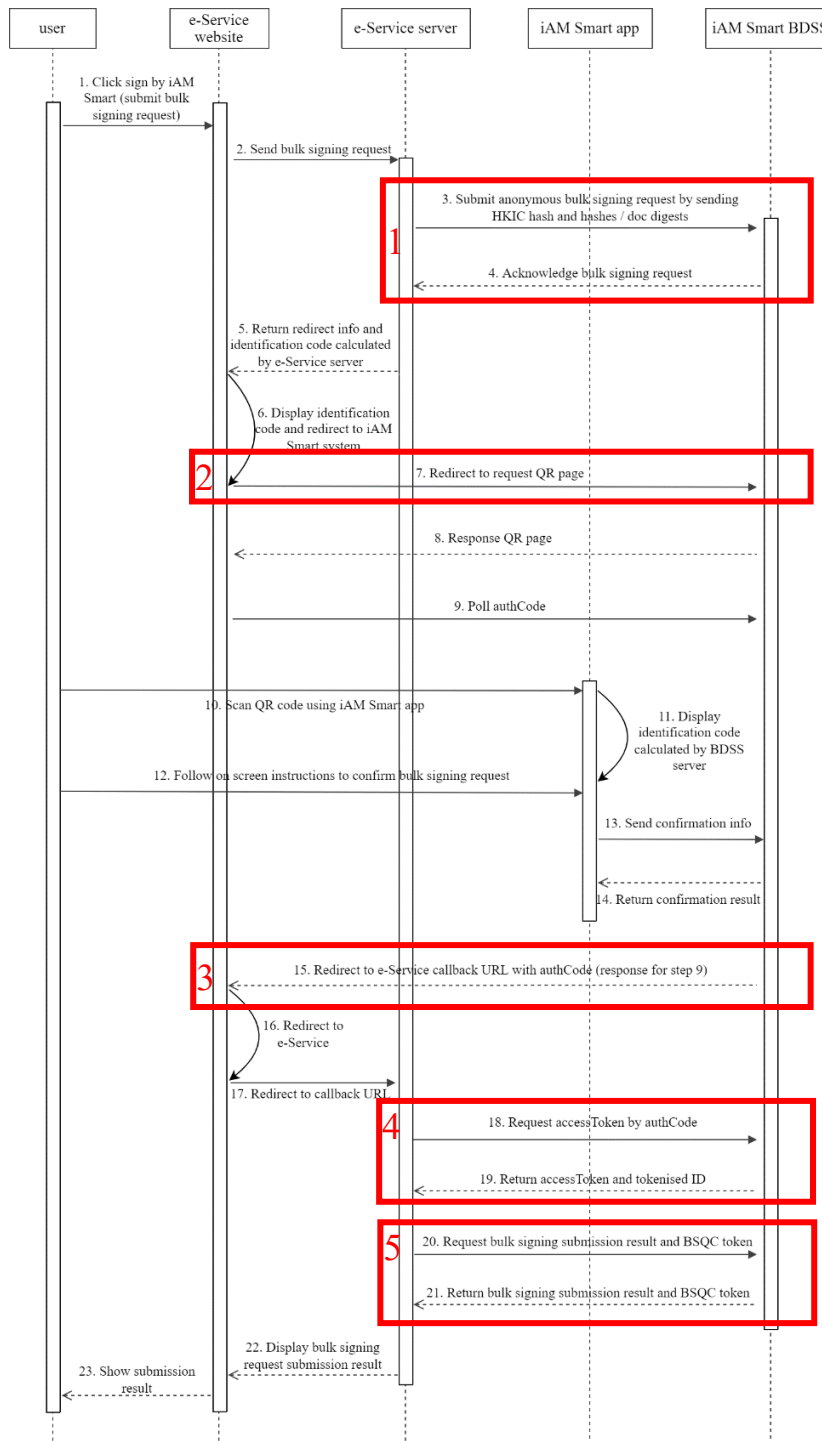 user
e-Service
website
e-Service server
iAM Smart app
iAM Smart BDSS
1. Click sign by iAM
Smart (submit bulk
signing request)
2. Send bulk signing request
1
3. Submit anonymous bulk signing request by sending
HKIC hash and hashes / doc digests
4. Acknowledge bulk signing request
5. Return redirect info and
identification code calculated
by e-Service server
6. Display identification
code and redirect to iAM
Smart system
2
7. Redirect to request QR page
8. Response QR page
9. Poll authCode
10. Scan QR code using iAM Smart app
11. Display
identification code
calculated by BDSS
server
12. Follow on screen instructions to confirm bulk signing request
13. Send confirmation info
14. Return confirmation result
3
15. Redirect to e-Service callback URL with authCode (response for step 9)
16. Redirect to
e-Service
17. Redirect to callback URL
4
18. Request accessToken by authCode
19. Return accessToken and tokenised ID
5
20. Request bulk signing submission result and BSQC token
21. Return bulk signing submission result and BSQC token
22. Display bulk signing
request submission result
23. Show submission
result